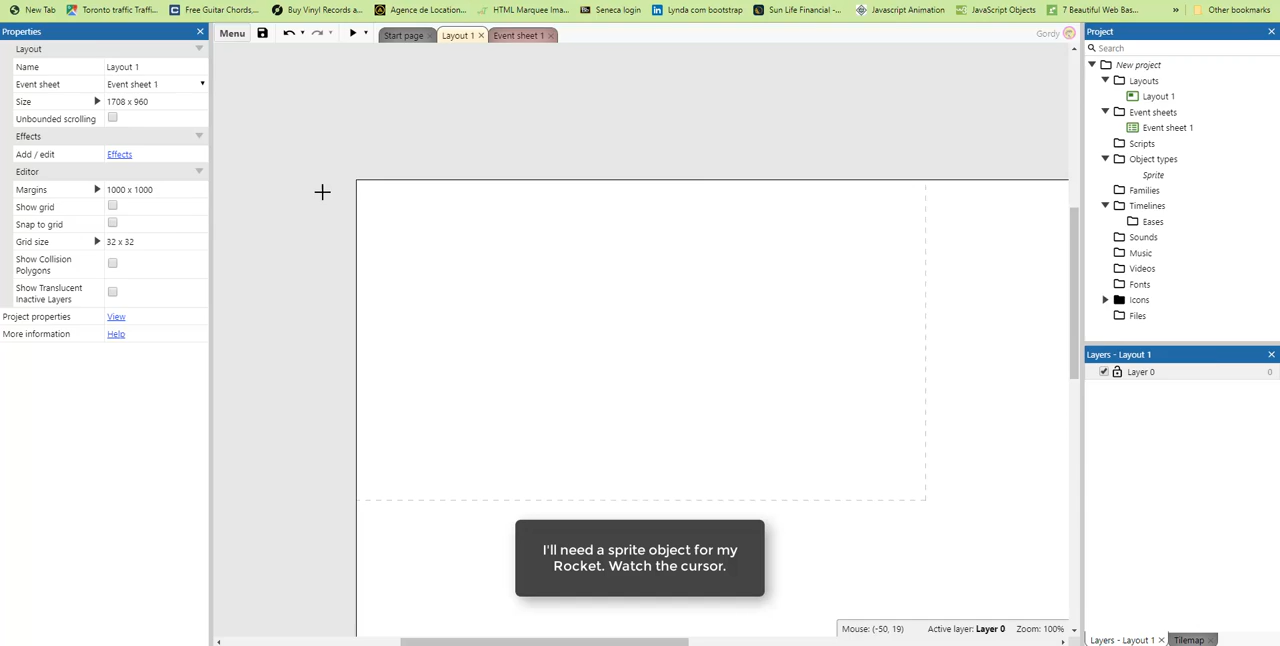 New Tab
Toronto traffic Traffi...
Free Guitar Chords,...
Buy Vinyl Records a...
Agence de Location...
HTML Marquee Ima...
Seneca login
Lynda com bootstrap
Sun Life Financial -...
Javascript Animation
JavaScript Objects
7 Beautiful Web Bas...
»
Other bookmarks
Properties
Menu
Start page
Layout 1
Event sheet 1
Gordy
Project
Layout
Name Layout 1
Event sheet Event sheet 1
Size 1708 x 960
Unbounded scrolling
Effects
Add / edit Effects
Editor
Margins 1000 x 1000
Show grid
Snap to grid
Grid size 32 x 32
Show Collision
Polygons
Show Translucent
Inactive Layers
Project properties View
More information Help
I'll need a sprite object for my
Rocket. Watch the cursor.
Mouse: (-50, 19) Active layer: Layer 0 Zoom: 100%
Search
New project
Layouts
Layout 1
Event sheets
Event sheet 1
Scripts
Object types
Sprite
Families
Timelines
Eases
Sounds
Music
Videos
Fonts
Icons
Files
Layers - Layout 1
Layer 0 0
Layers - Layout 1
Tilemap